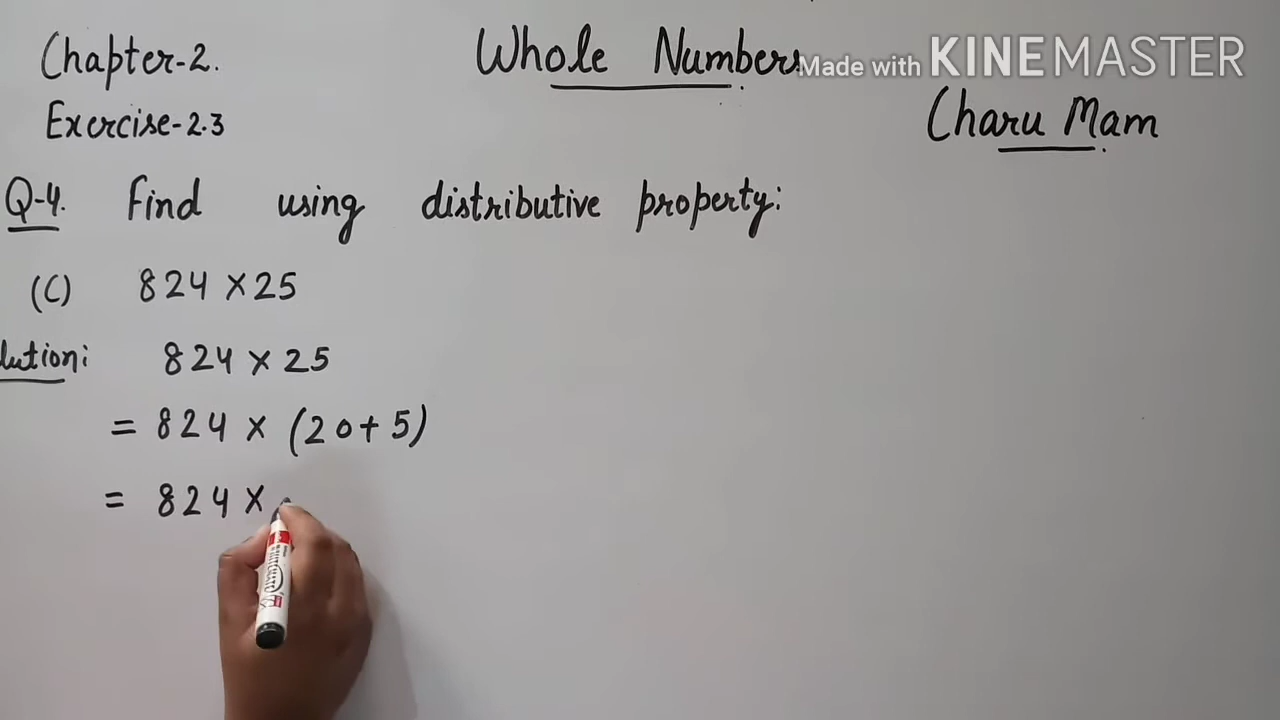 Chapter-2.
Whole Numbers
Made with KINEMASTER
Exercise-2.3
Charu Mam
Q-4. Find using distributive property:
(C) 824 × 25
lution: 824 × 25
= 824 × (20+ 5)
= 824 ×